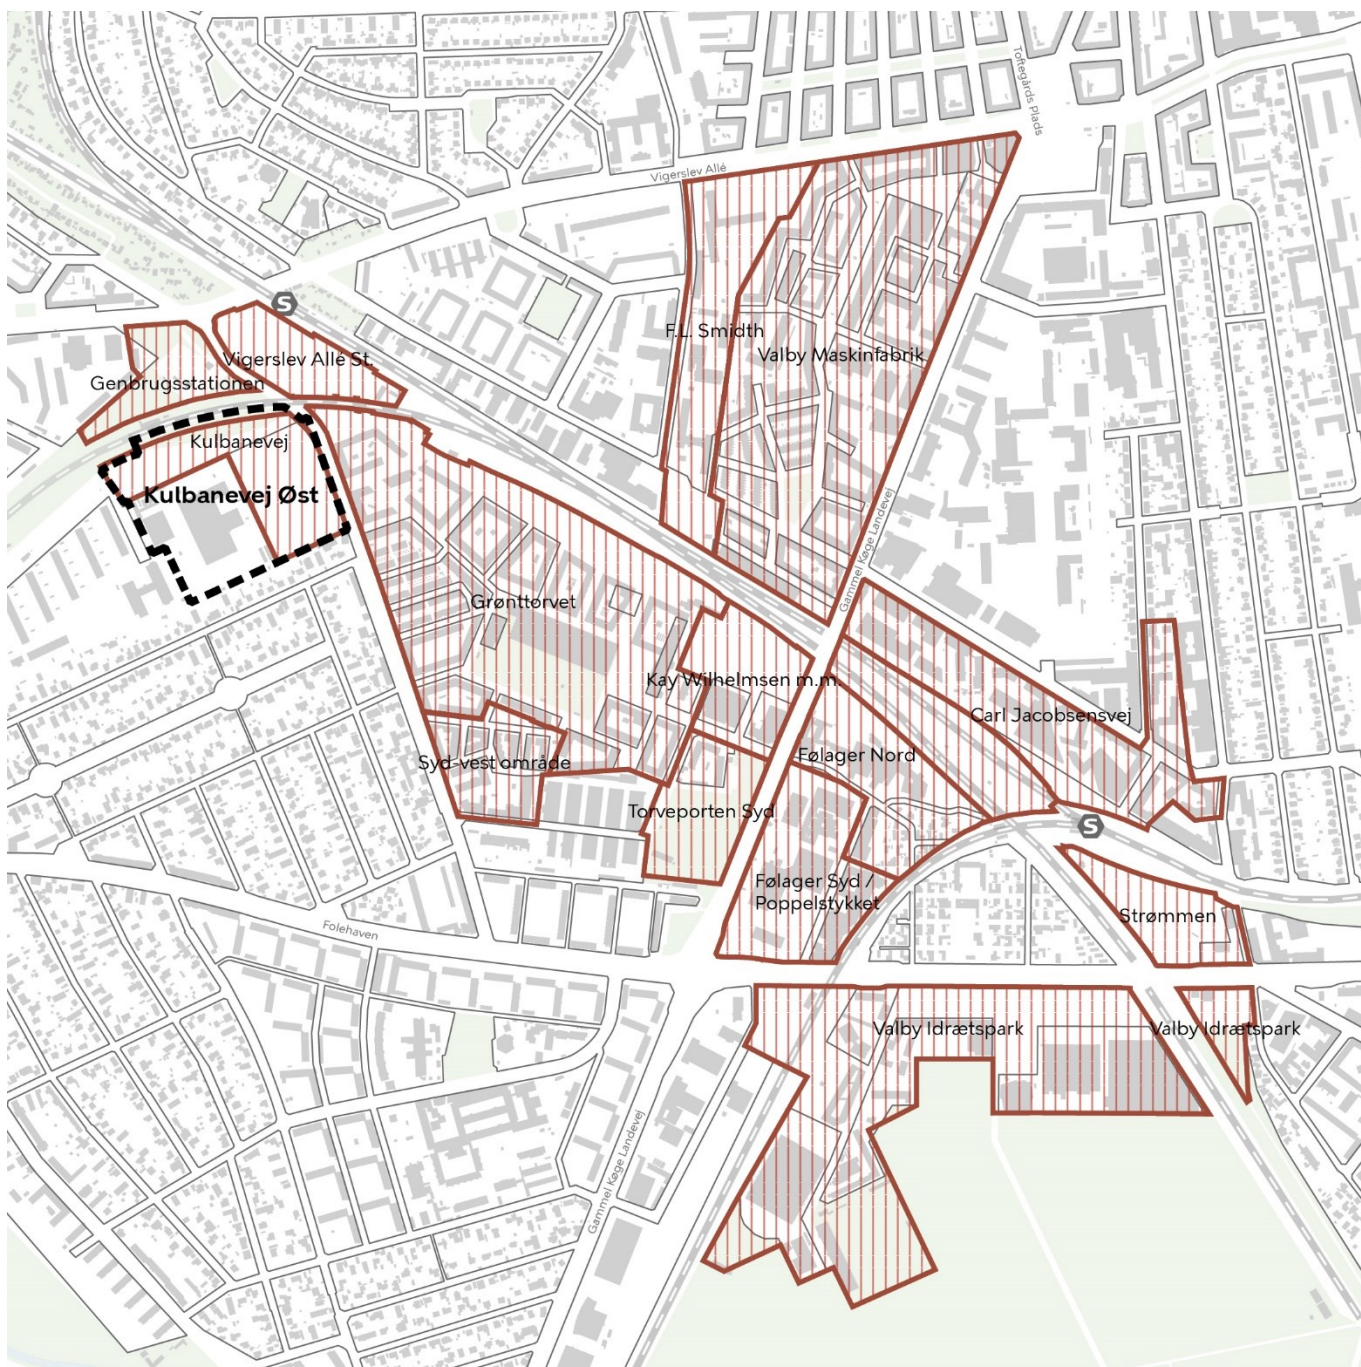 Toftegårds Plads
Vigerslev Allé
S
F.L. Smidth
Valby Maskinfabrik
Vigerslev Allé St.
Genbrugsstationen
Kulbanevej
Kulbanevej Øst
Gammel Køge Landevej
Grønttorvet
Kay Wilhelmsen m.m.
Carl Jacobsensvej
Følager Nord
Syd-vest område
Torveporten Syd
S
Følager Syd /
Poppelstykket
Strømmen
Folehaven
Valby Idrætspark
Valby Idrætspark
Gammel Køge Landevej